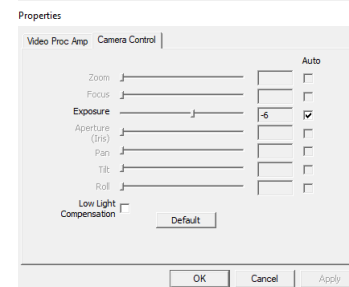 Properties
Video Proc Amp Camera Control
Auto
Zoom
Focus
Exposure -6
Aperture
(Iris)
Pan
Tilt
Roll
Low Light
Compensation
Default
OK Cancel Apply